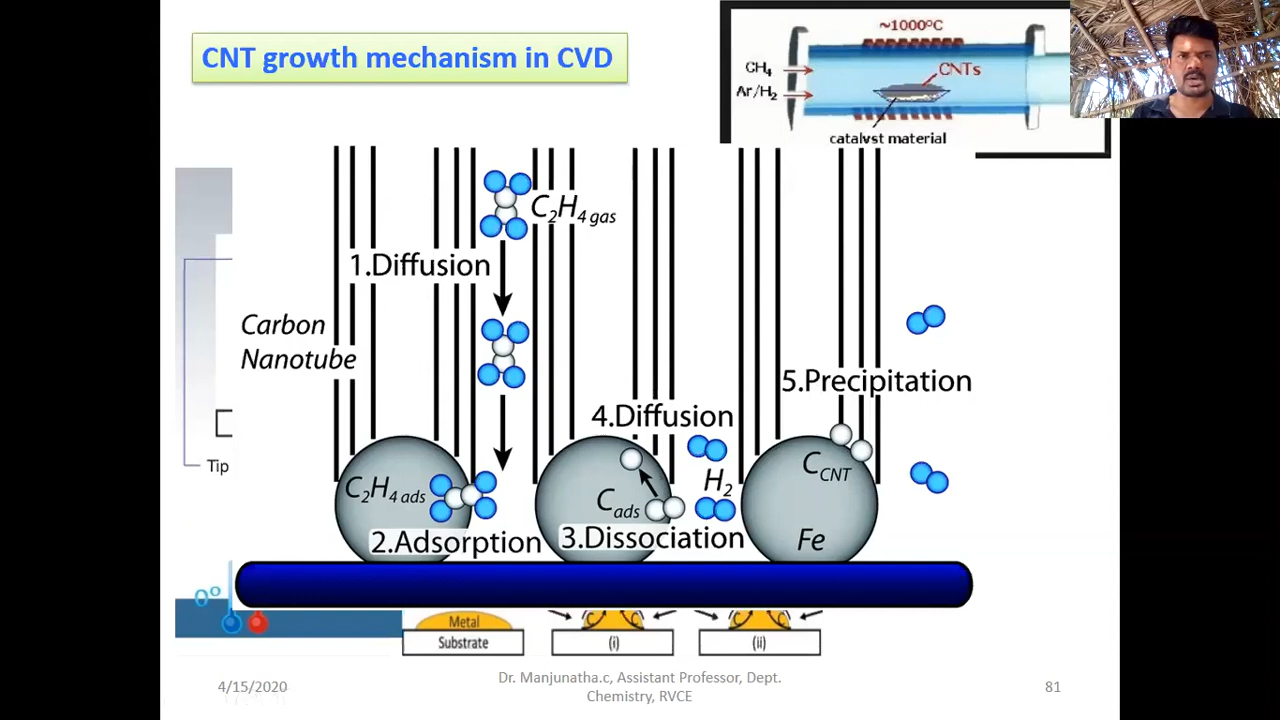 CNT growth mechanism in CVD
~1000°C
CH4
Ar/H2
CNTs
catalyst material
C2H4 gas
1.Diffusion
Carbon
Nanotube
5.Precipitation
4.Diffusion
Tip
C2H4 ads
H2
Cads
CCNT
2.Adsorption
3.Dissociation
Fe
0°
Metal
Substrate
C
C
(i)
C
C
(ii)
4/15/2020
Dr. Manjunatha.c, Assistant Professor, Dept.
Chemistry, RVCE
81